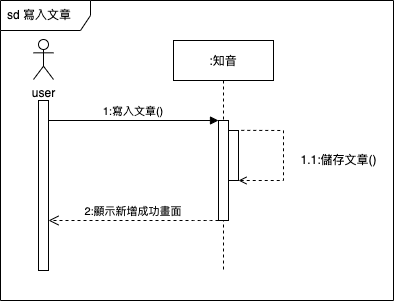 sd 寫入文章
:知音
user
1:寫入文章()
1.1:儲存文章()
2:顯示新增成功畫面